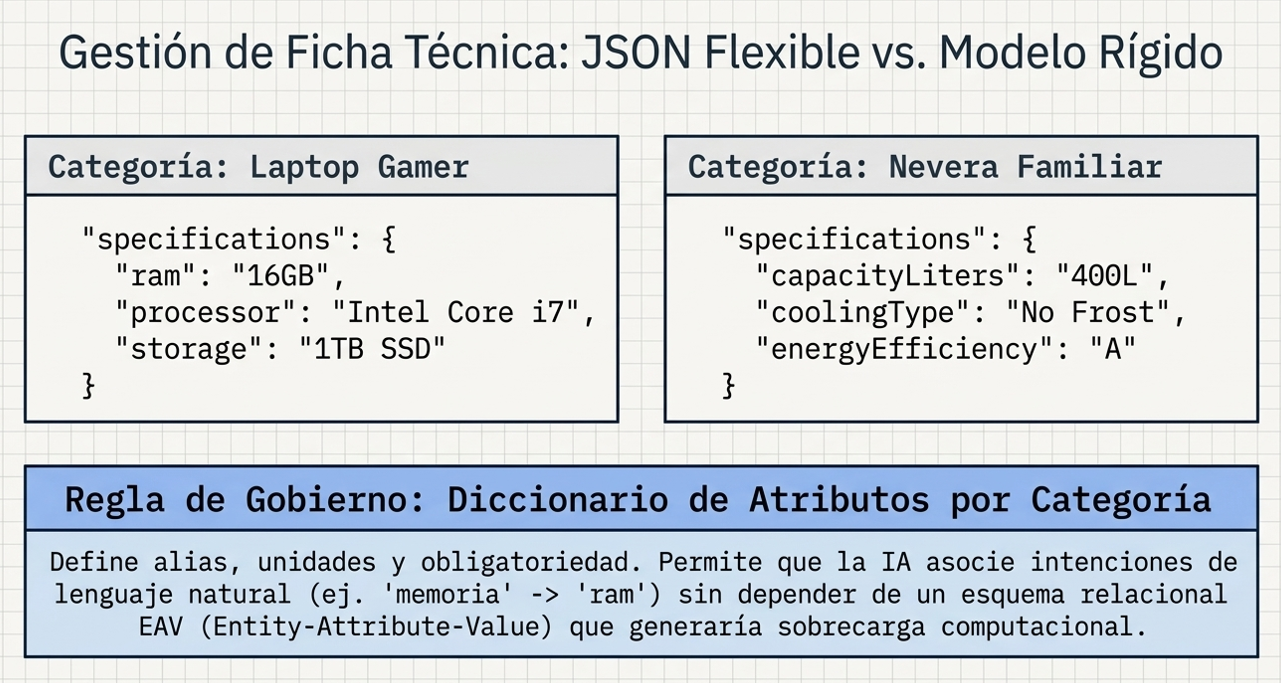 Gestión de Ficha Técnica: JSON Flexible vs. Modelo Rígido
Categoría: Laptop Gamer
"specifications": {
"ram": "16GB",
"processor": "Intel Core i7",
"storage": "1TB SSD"
}
Categoría: Nevera Familiar
"specifications": {
"capacityLiters": "400L",
"coolingType": "No Frost",
"energyEfficiency": "A"
}
Regla de Gobierno: Diccionario de Atributos por Categoría
Define alias, unidades y obligatoriedad. Permite que la IA asocie intenciones de
lenguaje natural (ej. 'memoria' -> 'ram') sin depender de un esquema relacional
EAV (Entity-Attribute-Value) que generaría sobrecarga computacional.